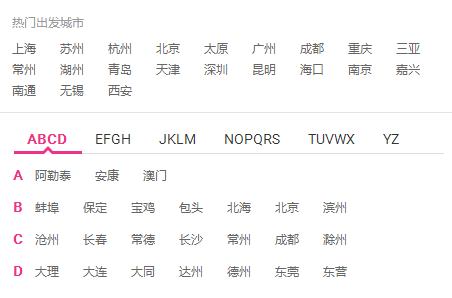 热门出发城市
上海 苏州 杭州 北京 太原 广州 成都 重庆 三亚
常州 湖州 青岛 天津 深圳 昆明 海口 南京 嘉兴
南通 无锡 西安
ABCD EFGH JKLM NOPQRS TUVWX YZ
A 阿勒泰 安康 澳门
B 蚌埠 保定 宝鸡 包头 北海 北京 滨州
C 沧州 长春 常德 长沙 常州 成都 滁州
D 大理 大连 大同 达州 德州 东莞 东营